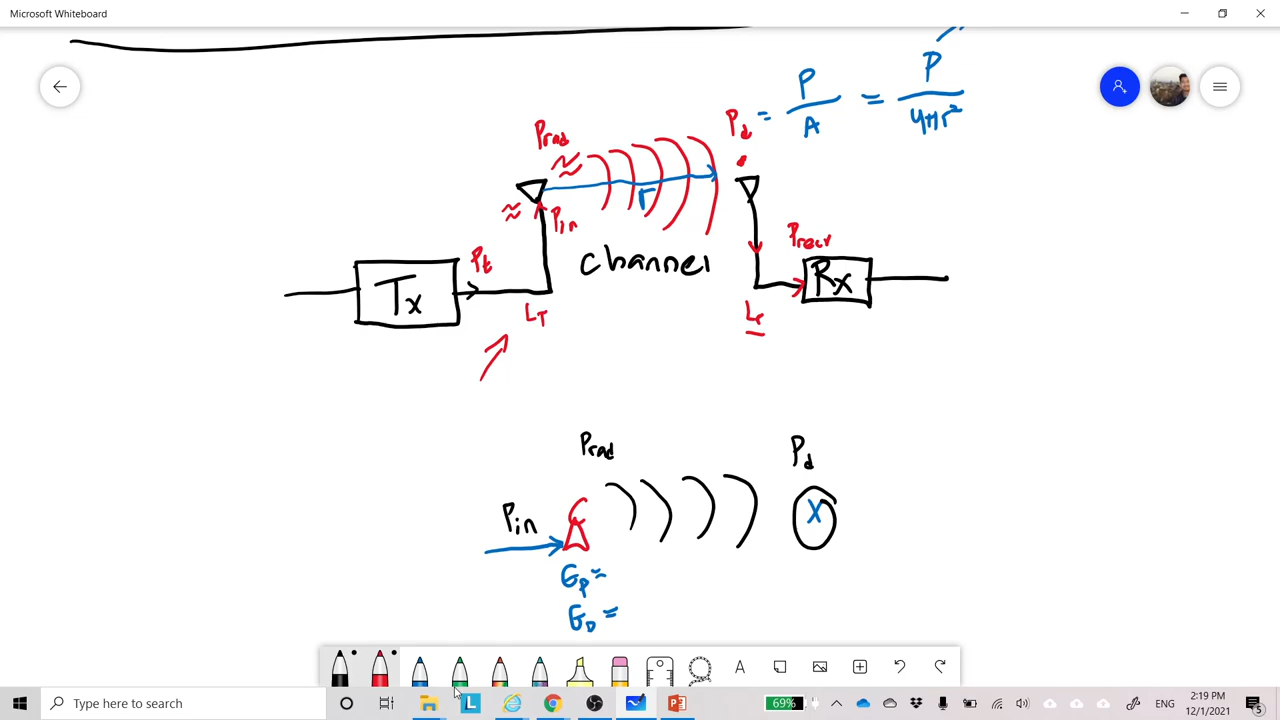 Microsoft Whiteboard
Pd = P/A = P/4πr²
Prad
Pin
r
Pt
channel
Precv
Tx
Rx
LT
Lr
Prad
Pd
Pin
X
GP =
GD =
A
Type here to search
L
69%
2:19 PM
12/1/2021
5